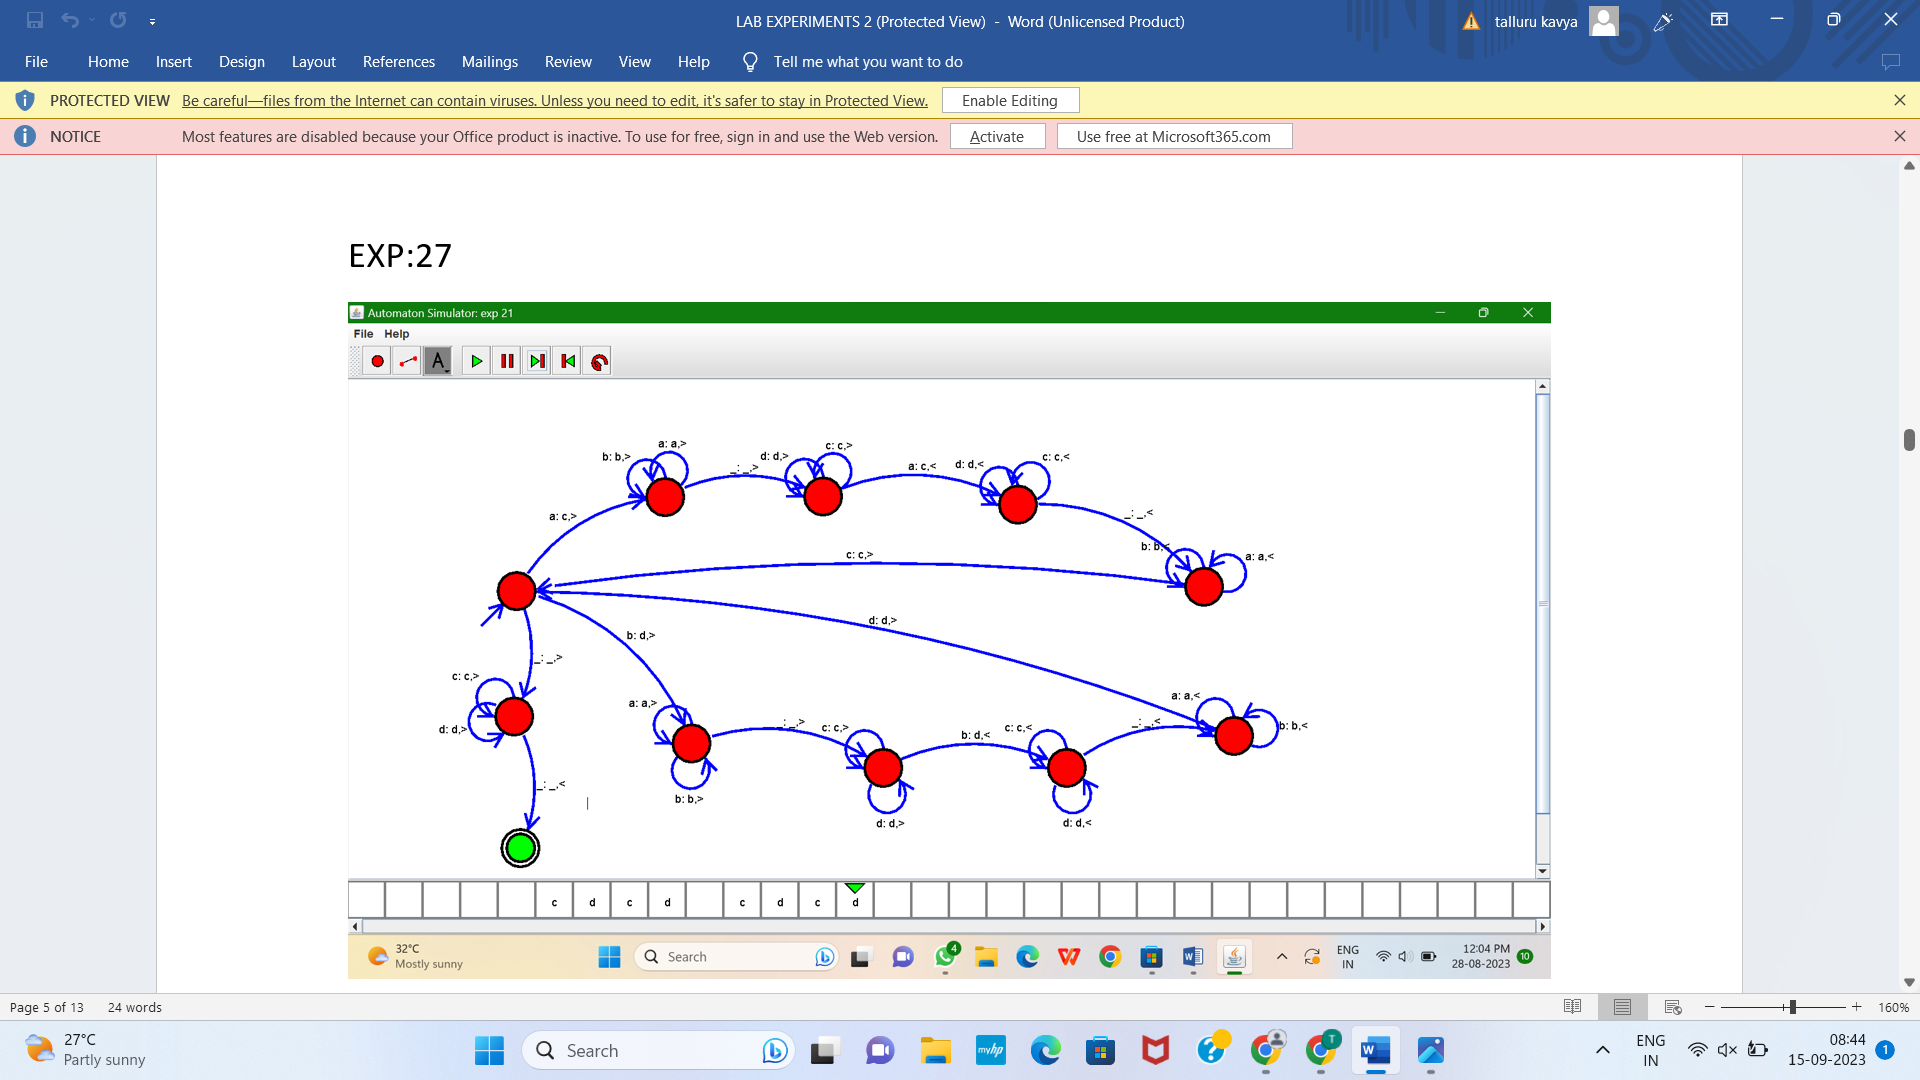 LAB EXPERIMENTS 2 (Protected View) - Word (Unlicensed Product)
talluru kavya
File Home Insert Design Layout References Mailings Review View Help Tell me what you want to do
PROTECTED VIEW Be careful—files from the Internet can contain viruses. Unless you need to edit, it's safer to stay in Protected View. Enable Editing
NOTICE Most features are disabled because your Office product is inactive. To use for free, sign in and use the Web version. Activate Use free at Microsoft365.com
EXP:27
Automaton Simulator: exp 21
File Help
A
a: a,>
c: c,>
b: b,>
d: d,>
c: c,<
_: _,>
a: c,<
d: d,<
a: c,>
_: _,<
b: b,<
c: c,>
a: a,<
d: d,>
b: d,>
_: _,>
c: c,>
a: a,<
a: a,>
_: _,>
c: c,>
b: d,<
c: c,<
_: _,<
b: b,<
d: d,>
_: _,<
b: b,>
d: d,>
d: d,<
c d c d c d c d
32°C
Mostly sunny
Search
4
ENG
IN
12:04 PM
28-08-2023
10
Page 5 of 13 24 words
160%
27°C
Partly sunny
Search
myhp
T
ENG
IN
08:44
15-09-2023
1